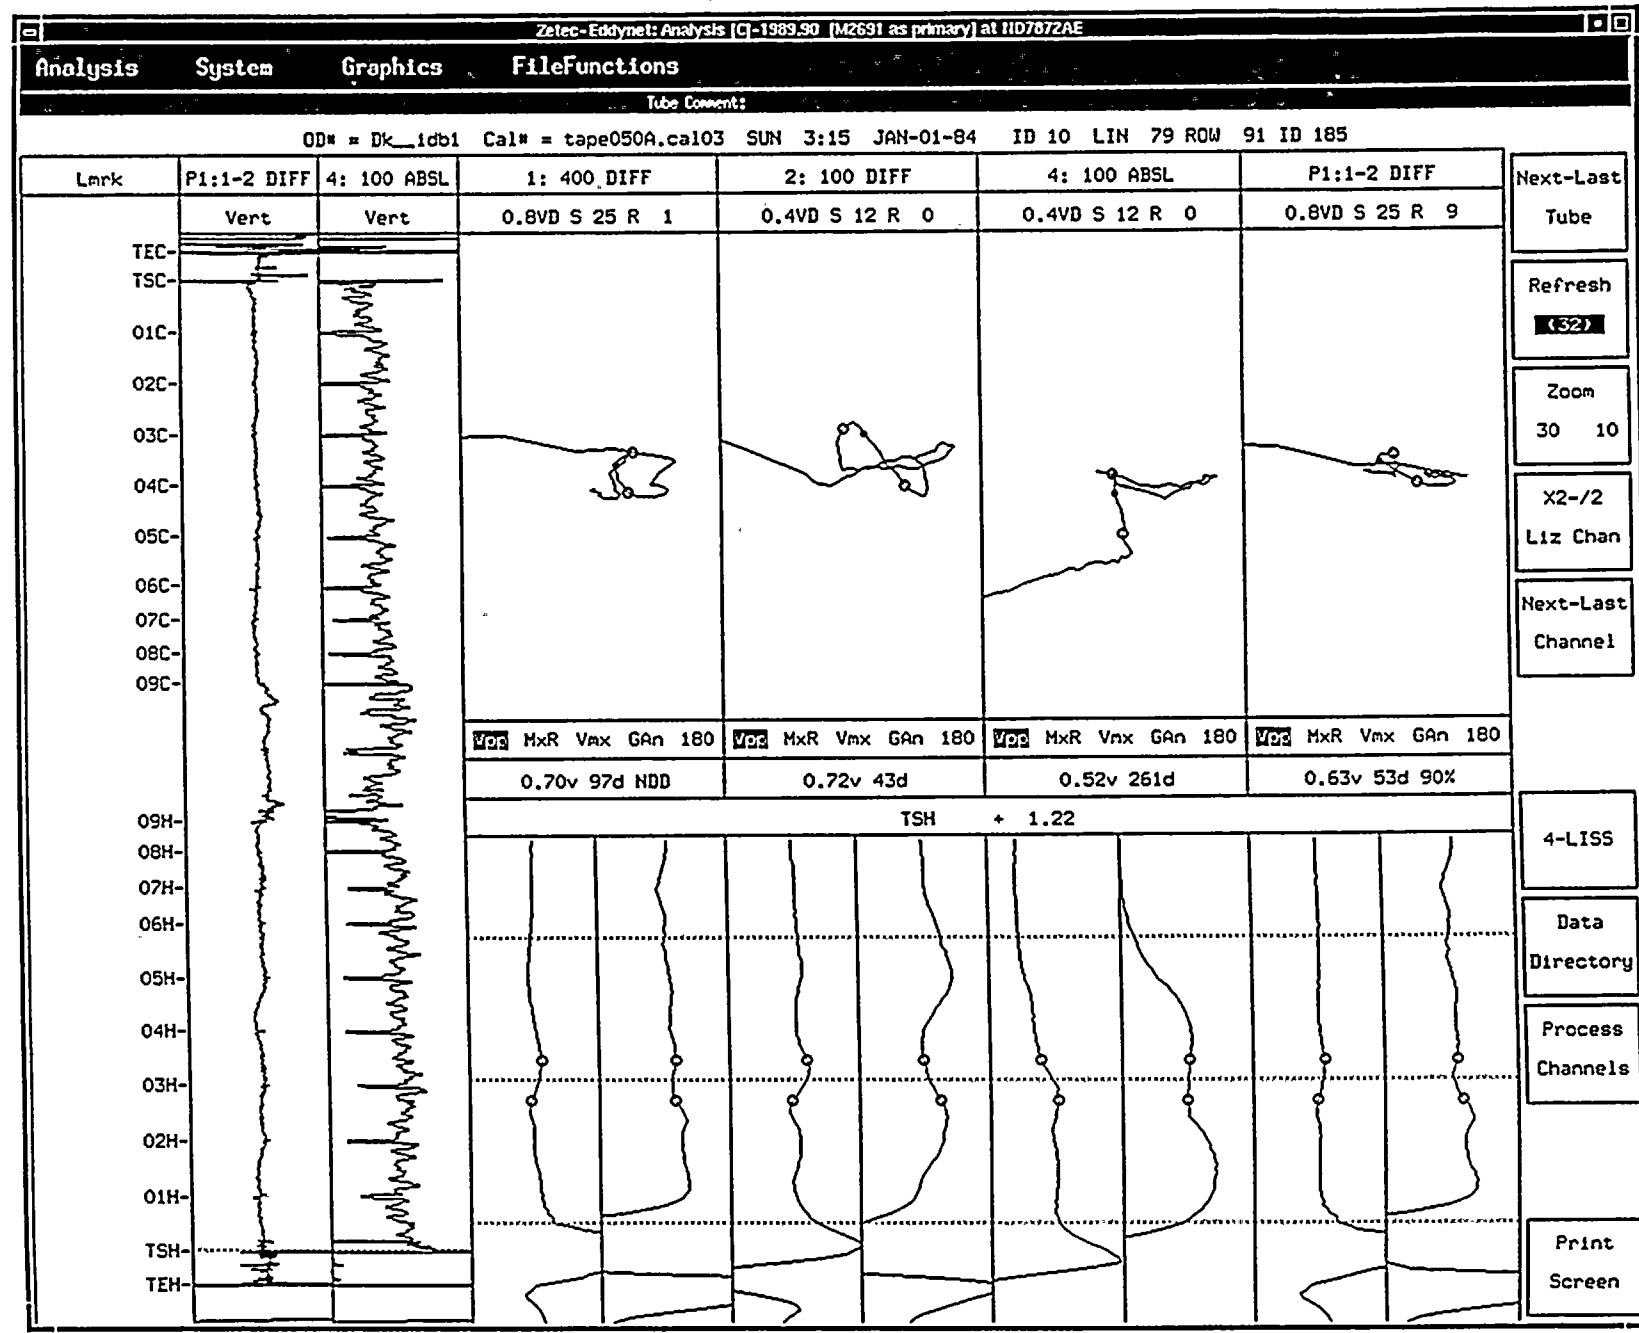 Zetec-Eddynet: Analysis [C]-1989,90 [M2691 as primary] at ND7872AE
Analysis System Graphics FileFunctions
Tube Comment:
OD# = Dk__idb1 Cal# = tape050A.cal03 SUN 3:15 JAN-01-84 ID 10 LIN 79 ROW 91 ID 185
Lmrk P1:1-2 DIFF 4: 100 ABSL 1: 400 DIFF 2: 100 DIFF 4: 100 ABSL P1:1-2 DIFF
Vert Vert 0.8VD S 25 R 1 0.4VD S 12 R 0 0.4VD S 12 R 0 0.8VD S 25 R 9
Next-Last
Tube
TEC-
TSC-
Refresh
(32)
01C-
02C-
Zoom
30 10
03C-
04C-
X2-/2
Liz Chan
05C-
06C-
Next-Last
Channel
07C-
08C-
09C-
Vpp MxR Vmx GAn 180 Vpp MxR Vmx GAn 180 Vpp MxR Vmx GAn 180 Vpp MxR Vmx GAn 180
0.70v 97d NDD 0.72v 43d 0.52v 261d 0.63v 53d 90%
TSH + 1.22
09H-
4-LISS
08H-
07H-
06H-
Data
Directory
05H-
04H-
Process
Channels
03H-
02H-
01H-
TSH-
TEH-
Print
Screen